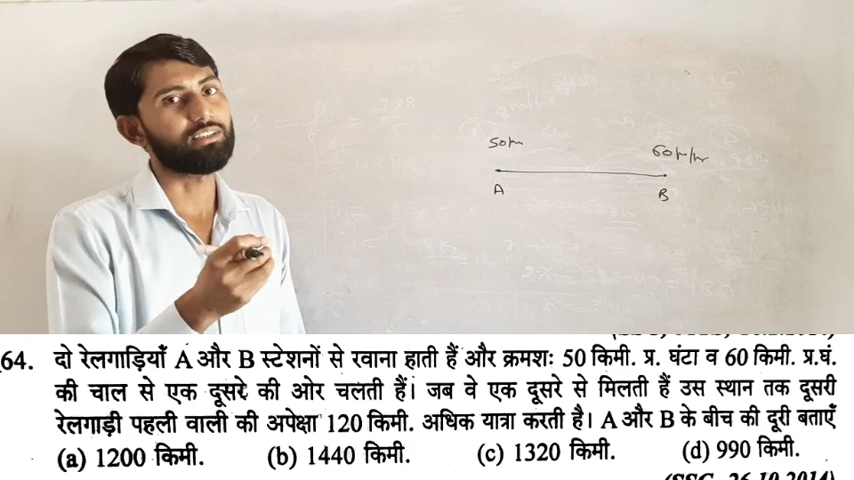 50km
60km/hr
A
B
64. दो रेलगाड़ियाँ A और B स्टेशनों से रवाना हाती हैं और क्रमशः 50 किमी. प्र. घंटा व 60 किमी. प्र.घं.
की चाल से एक दूसरे की ओर चलती हैं। जब वे एक दूसरे से मिलती हैं उस स्थान तक दूसरी
रेलगाड़ी पहली वाली की अपेक्षा 120 किमी. अधिक यात्रा करती है। A और B के बीच की दूरी बताएँ
(a) 1200 किमी. (b) 1440 किमी. (c) 1320 किमी. (d) 990 किमी.